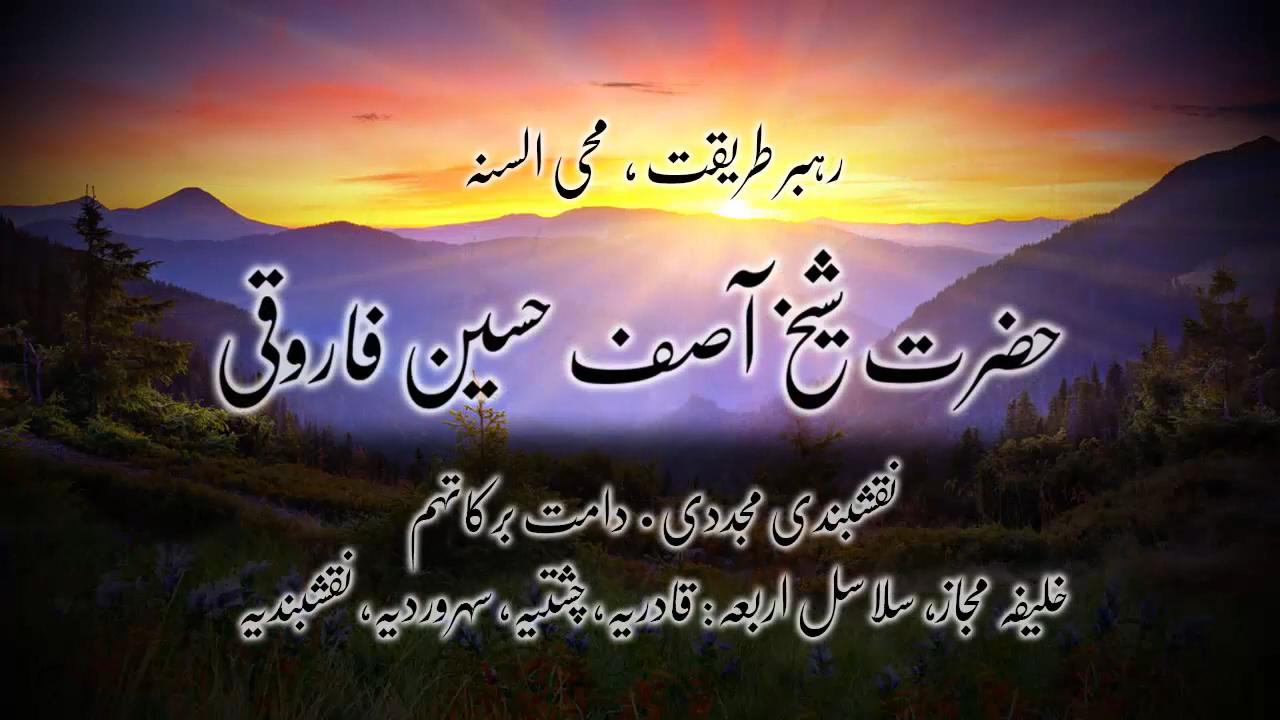 رہبر طریقت ، محی السنہ
حضرت شیخ آصف حسین فاروقی
نقشبندی مجددی ۔ دامت برکاتہم
خلیفہ مجاز، سلاسل اربعہ: قادریہ، چشتیہ، سہروردیہ، نقشبندیہ